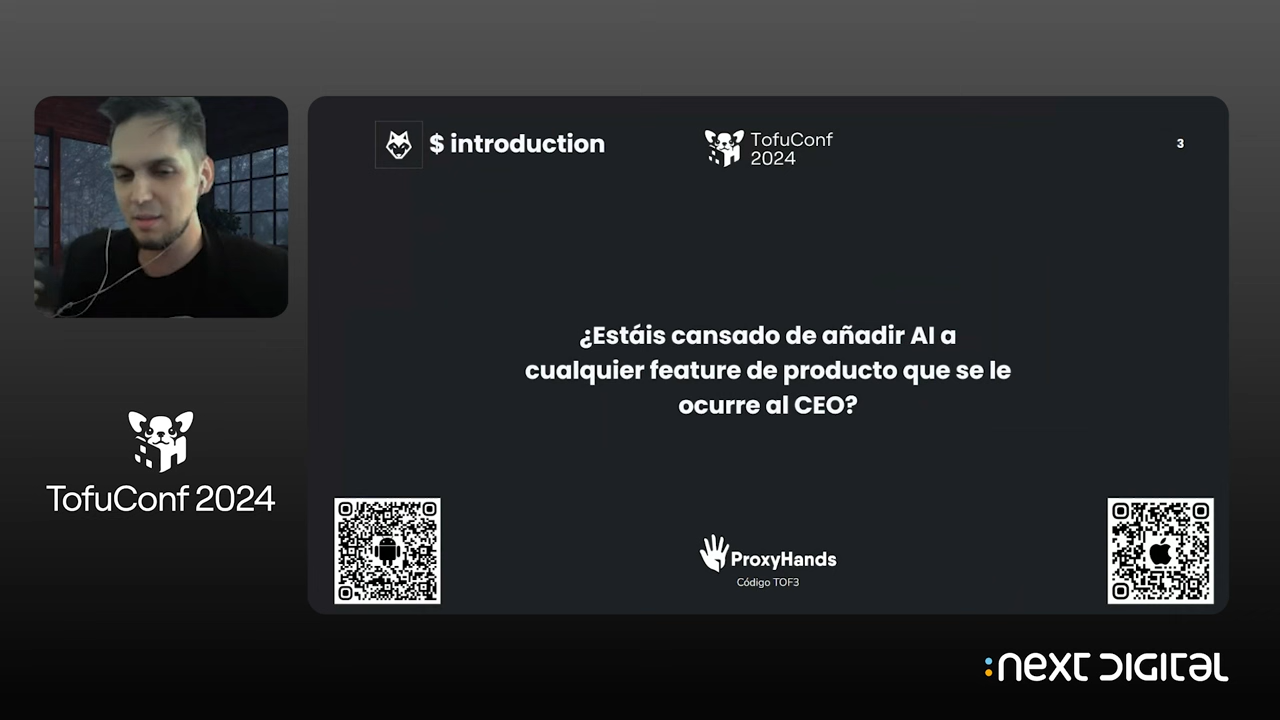 $ introduction
TofuConf
2024
3
¿Estáis cansado de añadir AI a
cualquier feature de producto que se le
ocurre al CEO?
ProxyHands
Código TOF3
TofuConf 2024
:NEXT DIGITAL